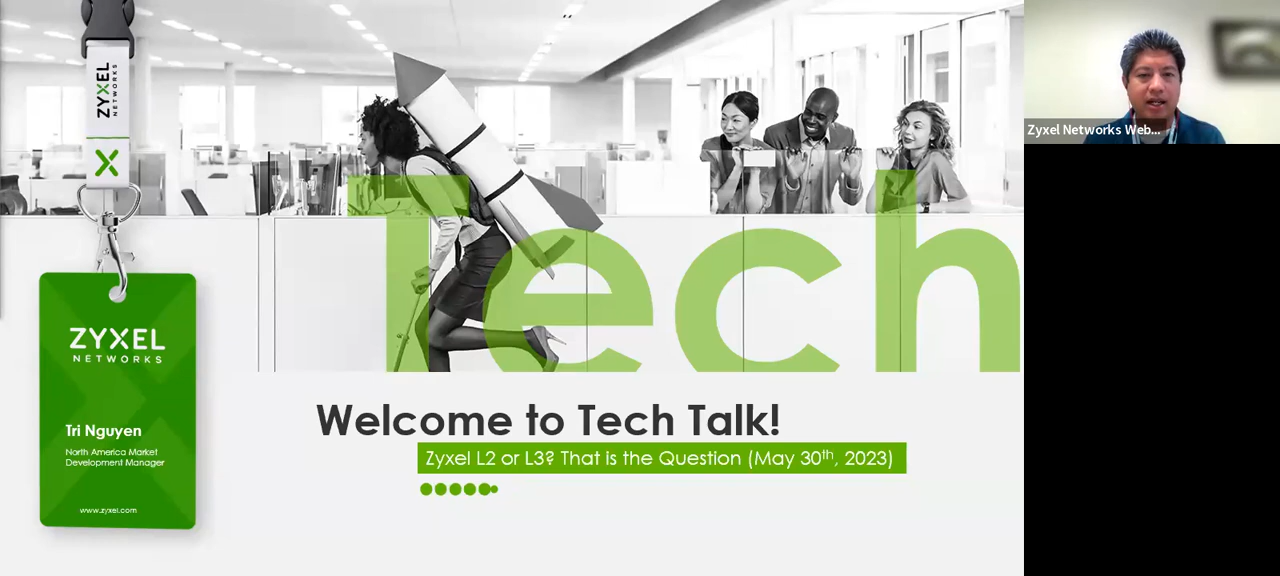 ZYXEL
NETWORKS
Tech
Zyxel Networks Web...
ZYXEL
NETWORKS
Tri Nguyen
North America Market
Development Manager
www.zyxel.com
Welcome to Tech Talk!
Zyxel L2 or L3? That is the Question (May 30th, 2023)